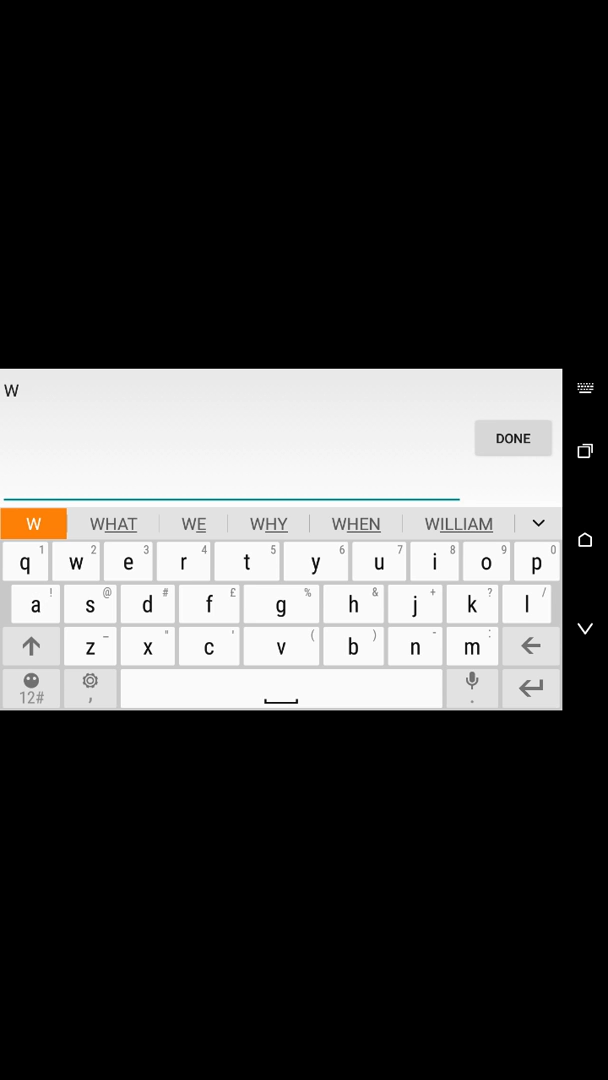 W
DONE
W WHAT WE WHY WHEN WILLIAM
q 1 w 2 e 3 r 4 t 5 y 6 u 7 i 8 o 9 p 0
a ! s @ d # f £ g % h & j + k ? l /
z _ x " c ' v ( b ) n - m :
12# , .